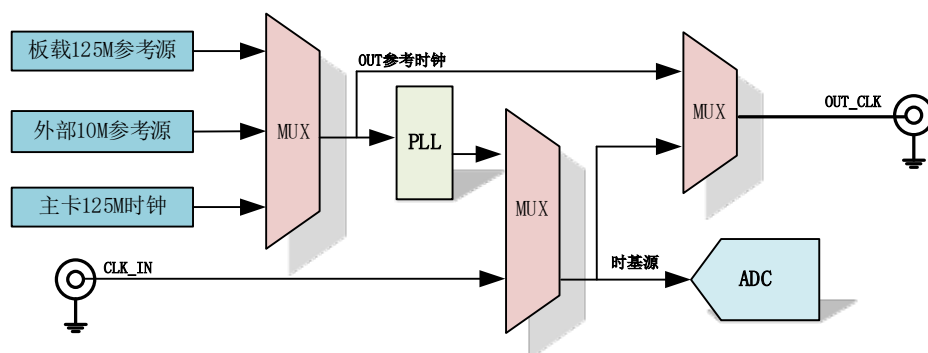 板载125M参考源
OUT参考时钟
OUT_CLK
外部10M参考源
MUX
PLL
MUX
主卡125M时钟
MUX
CLK_IN
时基源
ADC